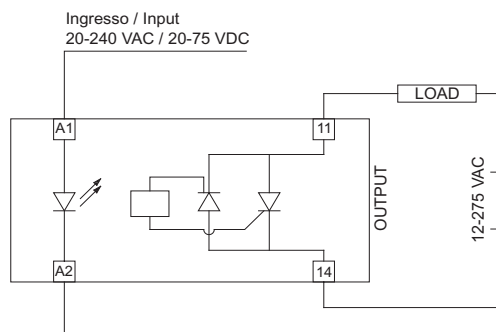 Ingresso / Input
20-240 VAC / 20-75 VDC
A1
11
LOAD
OUTPUT
12-275 VAC
A2
14